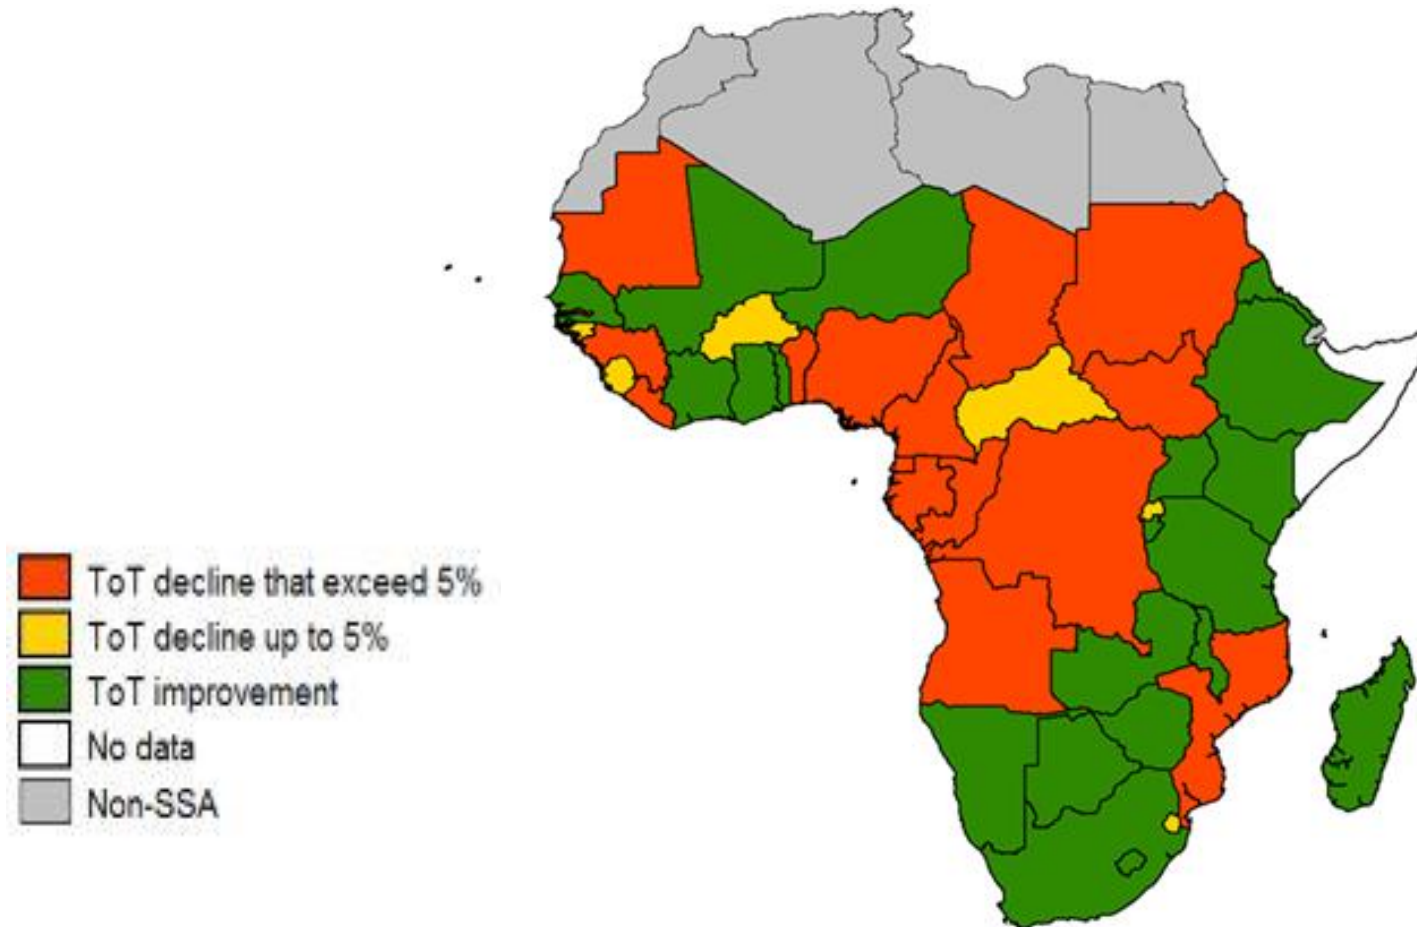 ToT decline that exceed 5%
ToT decline up to 5%
ToT improvement
No data
Non-SSA